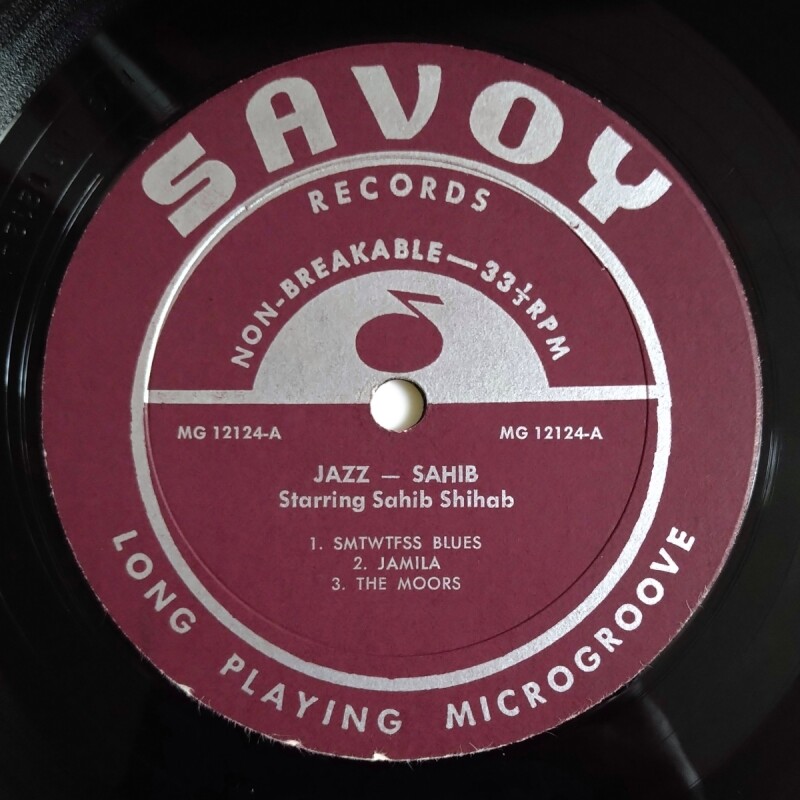 SAVOY
RECORDS
NON-BREAKABLE—33⅓RPM
MG 12124-A
MG 12124-A
JAZZ — SAHIB
Starring Sahib Shihab
1. SMTWTFSS BLUES
2. JAMILA
3. THE MOORS
LONG PLAYING MICROGROOVE